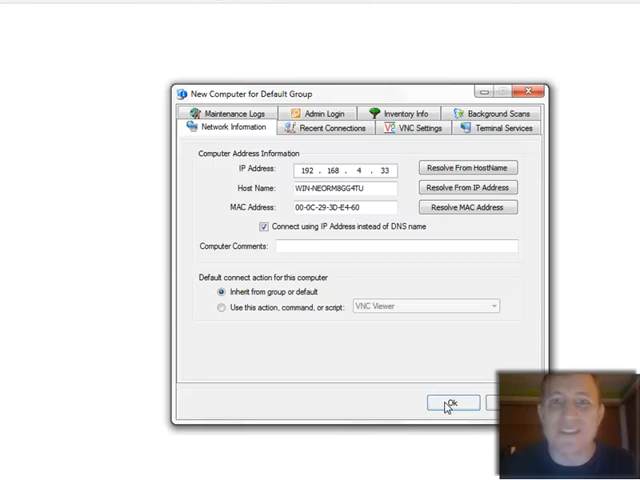 New Computer for Default Group
Maintenance Logs
Admin Login
Inventory Info
Background Scans
Network Information
Recent Connections
VNC Settings
Terminal Services
Computer Address Information
IP Address:
192 . 168 . 4 . 33
Resolve From HostName
Host Name:
WIN-NEORM8GG4TU
Resolve From IP Address
MAC Address:
00-0C-29-3D-E4-60
Resolve MAC Address
Connect using IP Address instead of DNS name
Computer Comments:
Default connect action for this computer
Inherit from group or default
Use this action, command, or script:
VNC Viewer
Ok